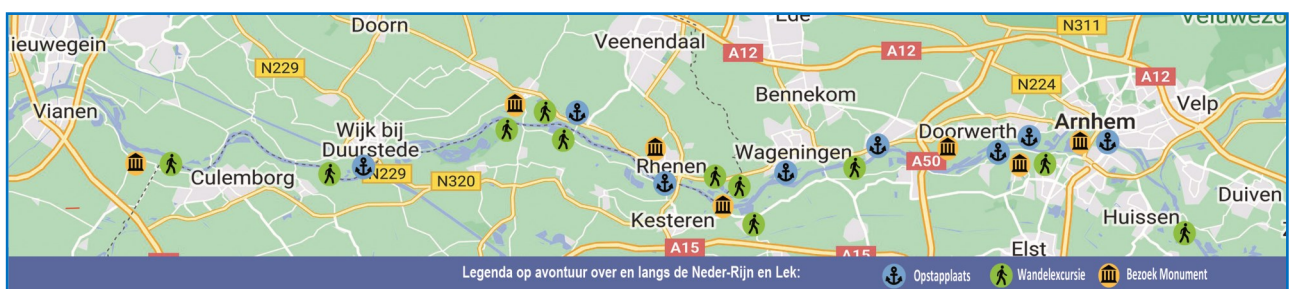 Doorn
Ede
N311
Veluwezo
ieuwegein
Veenendaal
A12
A12
N229
N224
A12
Bennekom
Velp
Vianen
Wijk bij
Duurstede
Doorwerth
Arnhem
Wageningen
A50
Rhenen
Culemborg
N229
N320
Duiven
Kesteren
Huissen
A15
A15
Elst
Legenda op avontuur over en langs de Neder-Rijn en Lek:
Opstapplaats
Wandelexcursie
Bezoek Monument